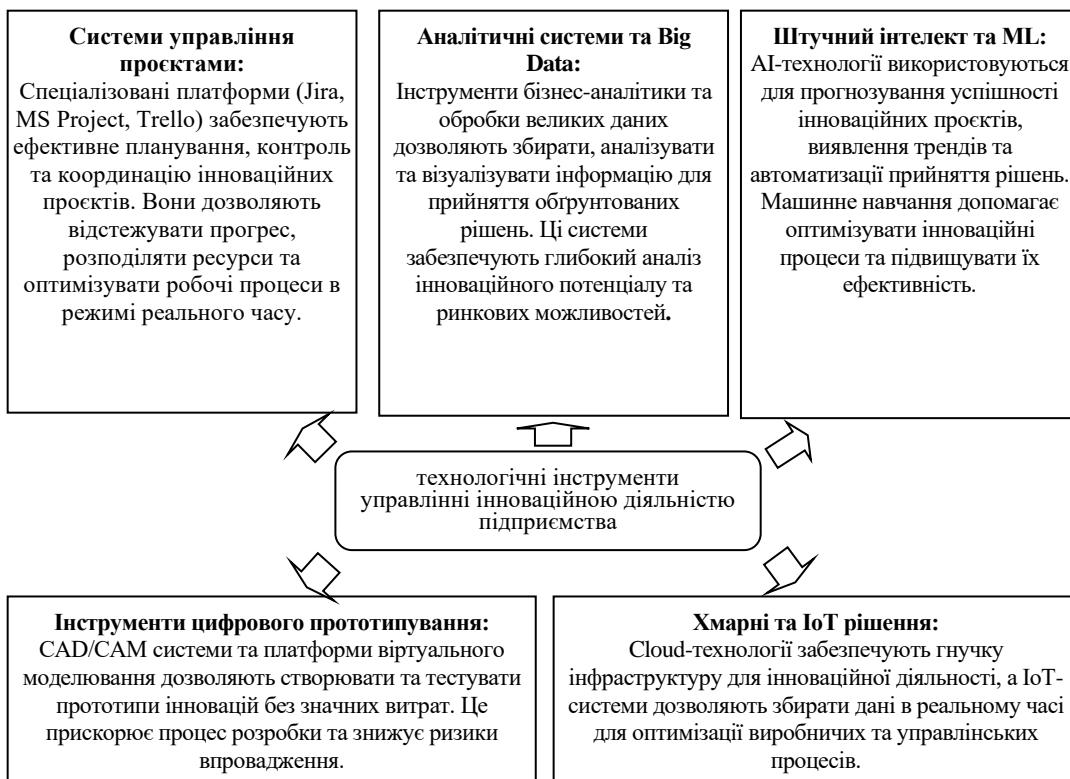 Системи управління
проєктами:
Спеціалізовані платформи (Jira,
MS Project, Trello) забезпечують
ефективне планування, контроль
та координацію інноваційних
проєктів. Вони дозволяють
відстежувати прогрес,
розподіляти ресурси та
оптимізувати робочі процеси в
режимі реального часу.
Аналітичні системи та Big
Data:
Інструменти бізнес-аналітики та
обробки великих даних
дозволяють збирати, аналізувати
та візуалізувати інформацію для
прийняття обґрунтованих
рішень. Ці системи
забезпечують глибокий аналіз
інноваційного потенціалу та
ринкових можливостей.
Штучний інтелект та ML:
AI-технології використовуються
для прогнозування успішності
інноваційних проєктів,
виявлення трендів та
автоматизації прийняття рішень.
Машинне навчання допомагає
оптимізувати інноваційні
процеси та підвищувати їх
ефективність.
технологічні інструменти
управлінні інноваційною діяльністю
підприємства
Інструменти цифрового прототипування:
CAD/CAM системи та платформи віртуального
моделювання дозволяють створювати та тестувати
прототипи інновацій без значних витрат. Це
прискорює процес розробки та знижує ризики
впровадження.
Хмарні та IoT рішення:
Cloud-технології забезпечують гнучку
інфраструктуру для інноваційної діяльності, а IoT-
системи дозволяють збирати дані в реальному часі
для оптимізації виробничих та управлінських
процесів.